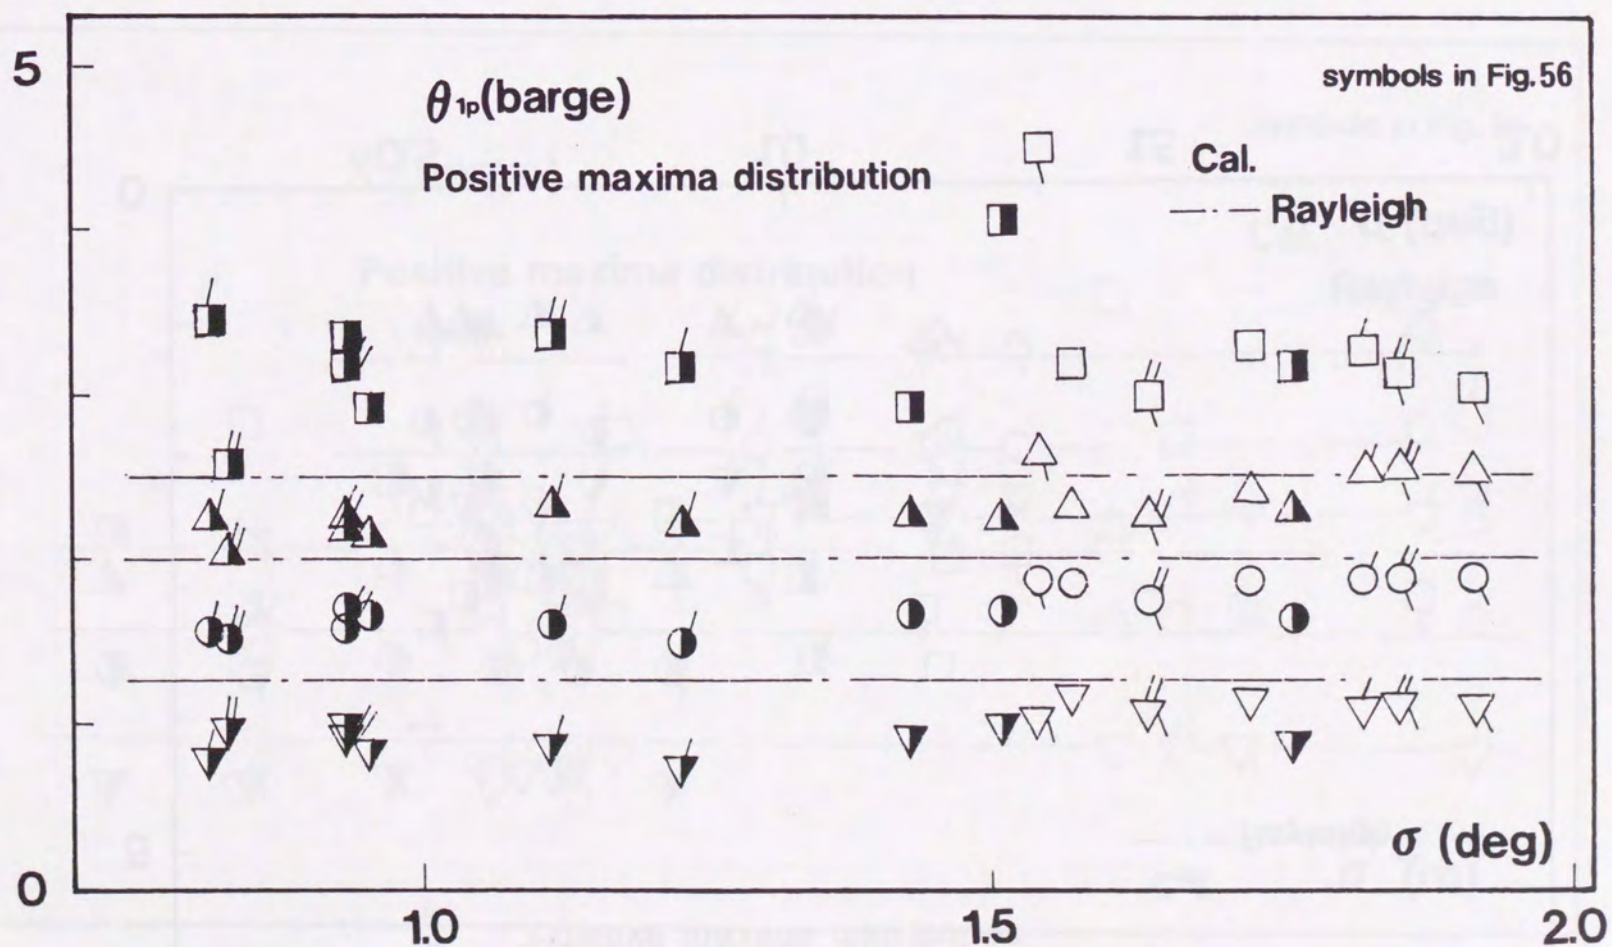 5
θ1p(barge)
symbols in Fig.56
Positive maxima distribution
Cal.
Rayleigh
σ (deg)
0
1.0
1.5
2.0